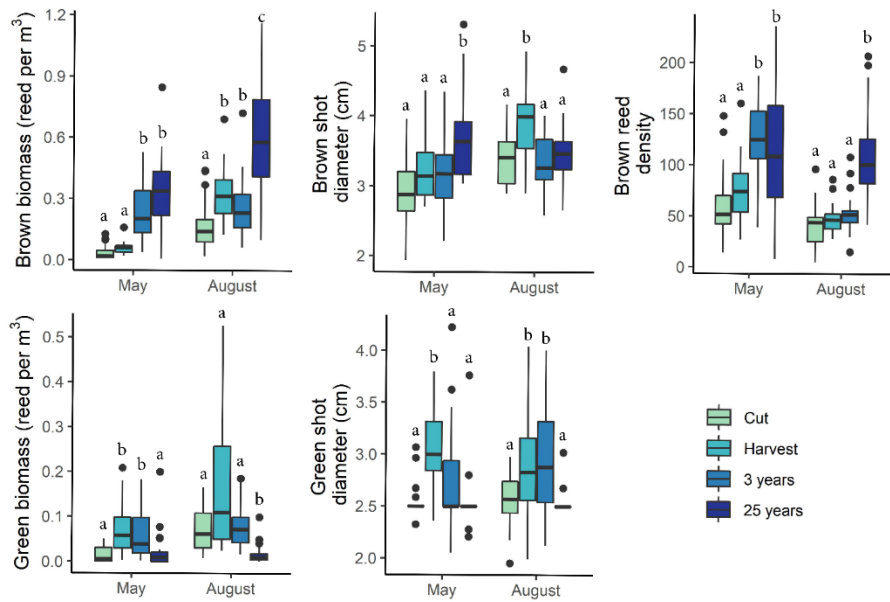 Brown biomass (reed per m³)
1.2
0.9
0.6
0.3
0.0
a a b b a b b c
May August
Brown shot
diameter (cm)
5
4
3
2
a a a b a b a a
May August
Brown reed
density
200
150
100
50
0
a a b b a a a b
May August
Green biomass (reed per m³)
0.5
0.4
0.3
0.2
0.1
0.0
a b b a a a a b
May August
Green shot
diameter (cm)
4.0
3.5
3.0
2.5
2.0
a b a a a b b a
May August
Cut
Harvest
3 years
25 years